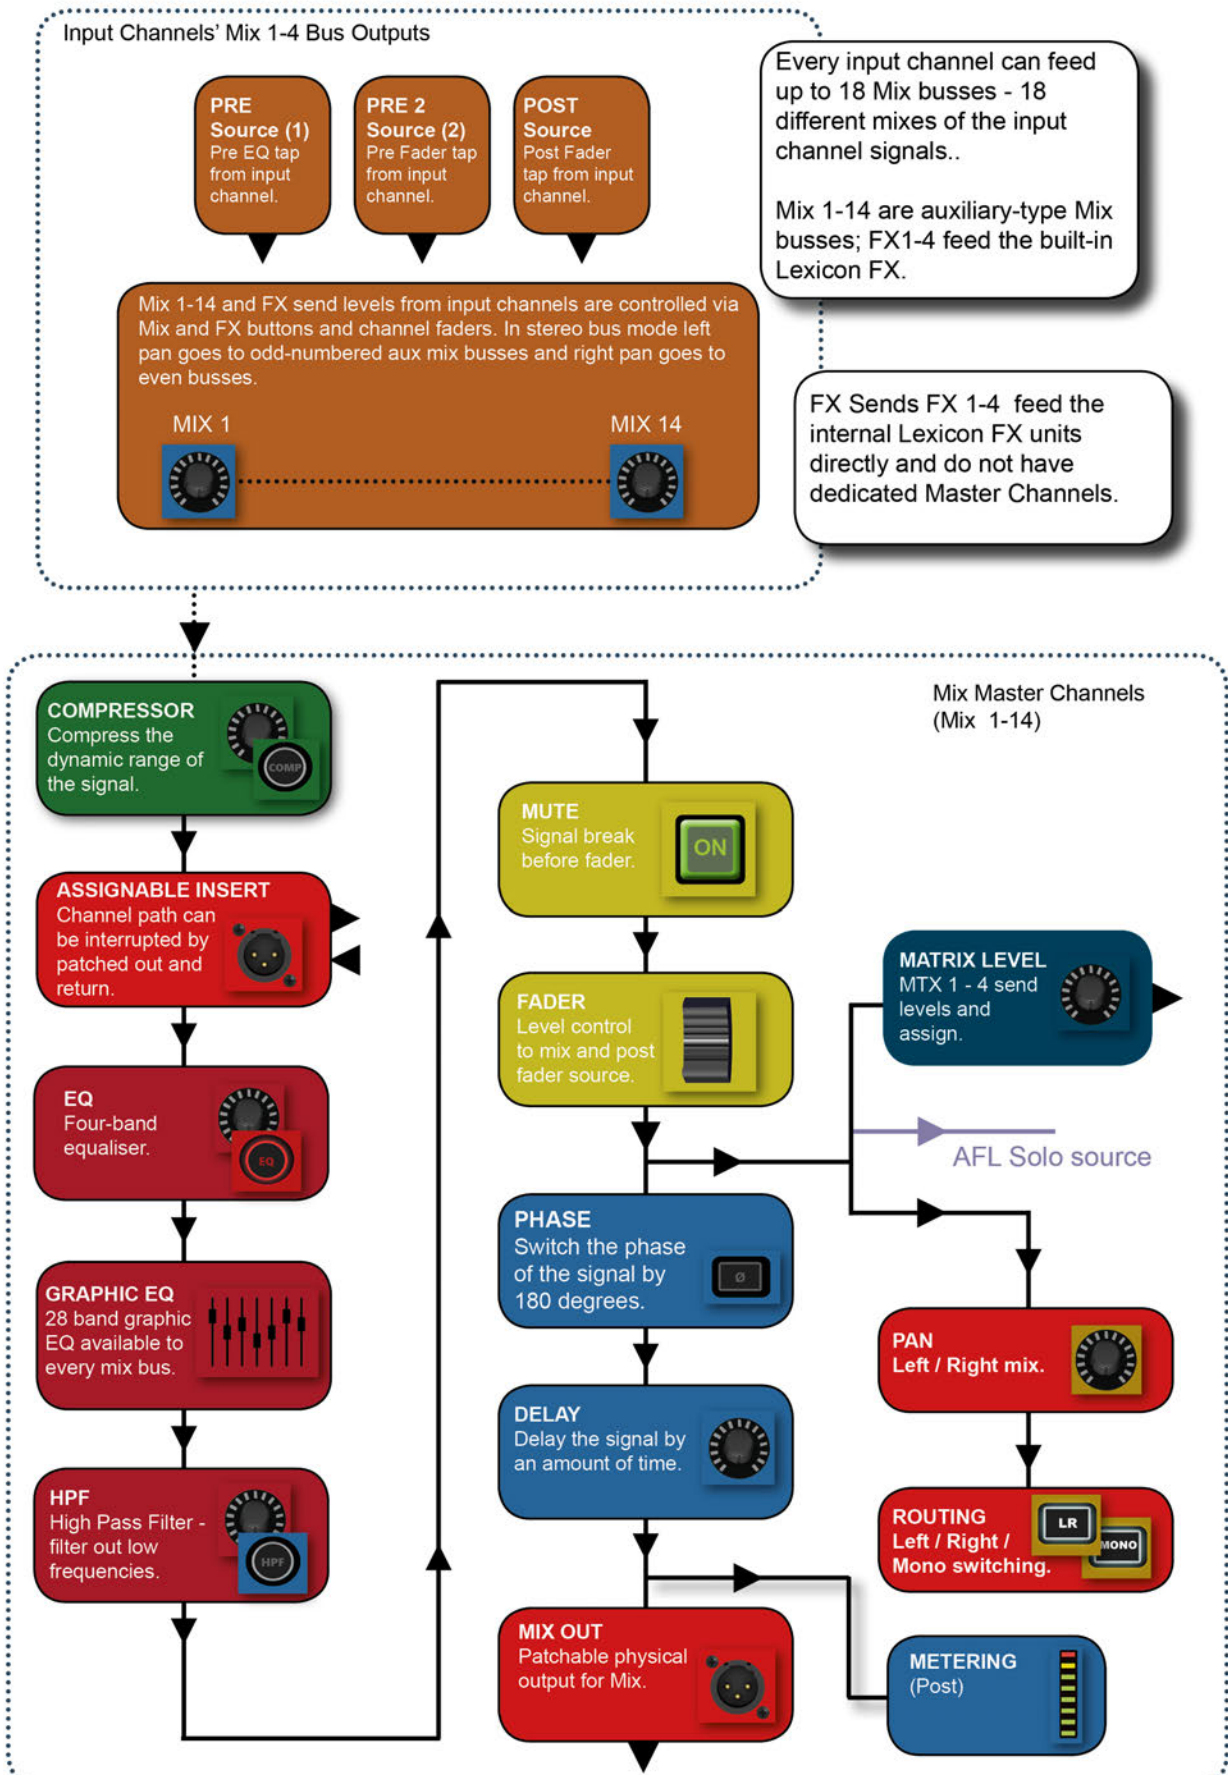 Input Channels' Mix 1-4 Bus Outputs
PRE
Source (1)
Pre EQ tap
from input
channel.
PRE 2
Source (2)
Pre Fader tap
from input
channel.
POST
Source
Post Fader
tap from input
channel.
Every input channel can feed
up to 18 Mix busses - 18
different mixes of the input
channel signals..
Mix 1-14 are auxiliary-type Mix
busses; FX1-4 feed the built-in
Lexicon FX.
Mix 1-14 and FX send levels from input channels are controlled via
Mix and FX buttons and channel faders. In stereo bus mode left
pan goes to odd-numbered aux mix busses and right pan goes to
even busses.
MIX 1
MIX 14
FX Sends FX 1-4 feed the
internal Lexicon FX units
directly and do not have
dedicated Master Channels.
Mix Master Channels
(Mix 1-14)
COMPRESSOR
Compress the
dynamic range of
the signal.
COMP
ASSIGNABLE INSERT
Channel path can
be interrupted by
patched out and
return.
EQ
Four-band
equaliser.
EQ
GRAPHIC EQ
28 band graphic
EQ available to
every mix bus.
HPF
High Pass Filter -
filter out low
frequencies.
HPF
MUTE
Signal break
before fader.
ON
FADER
Level control
to mix and post
fader source.
MATRIX LEVEL
MTX 1 - 4 send
levels and
assign.
AFL Solo source
PHASE
Switch the phase
of the signal by
180 degrees.
Ø
DELAY
Delay the signal by
an amount of time.
PAN
Left / Right mix.
ROUTING
Left / Right /
Mono switching.
LR
MONO
MIX OUT
Patchable physical
output for Mix.
METERING
(Post)